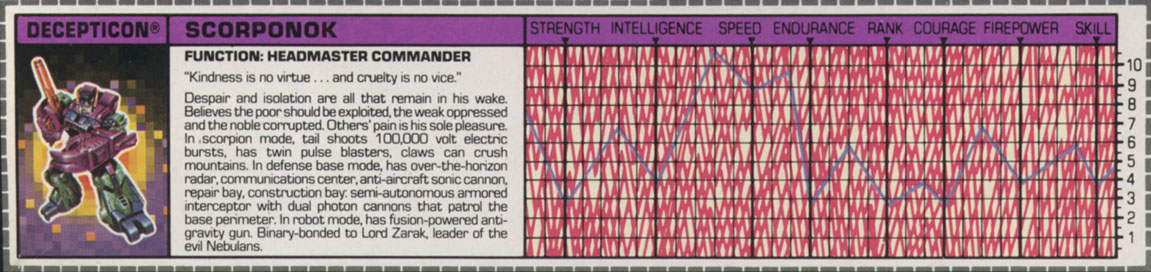 DECEPTICON®
SCORPONOK
STRENGTH INTELLIGENCE SPEED ENDURANCE RANK COURAGE FIREPOWER SKILL
FUNCTION: HEADMASTER COMMANDER
"Kindness is no virtue . . . and cruelty is no vice."
Despair and isolation are all that remain in his wake.
Believes the poor should be exploited, the weak oppressed
and the noble corrupted. Others' pain is his sole pleasure.
In scorpion mode, tail shoots 100,000 volt electric
bursts, has twin pulse blasters, claws can crush
mountains. In defense base mode, has over-the-horizon
radar, communications center, anti-aircraft sonic cannon,
repair bay, construction bay: semi-autonomous armored
interceptor with dual photon cannons that patrol the
base perimeter. In robot mode, has fusion-powered anti-
gravity gun. Binary-bonded to Lord Zarak, leader of the
evil Nebulans.
10
9
8
7
6
5
4
3
2
1